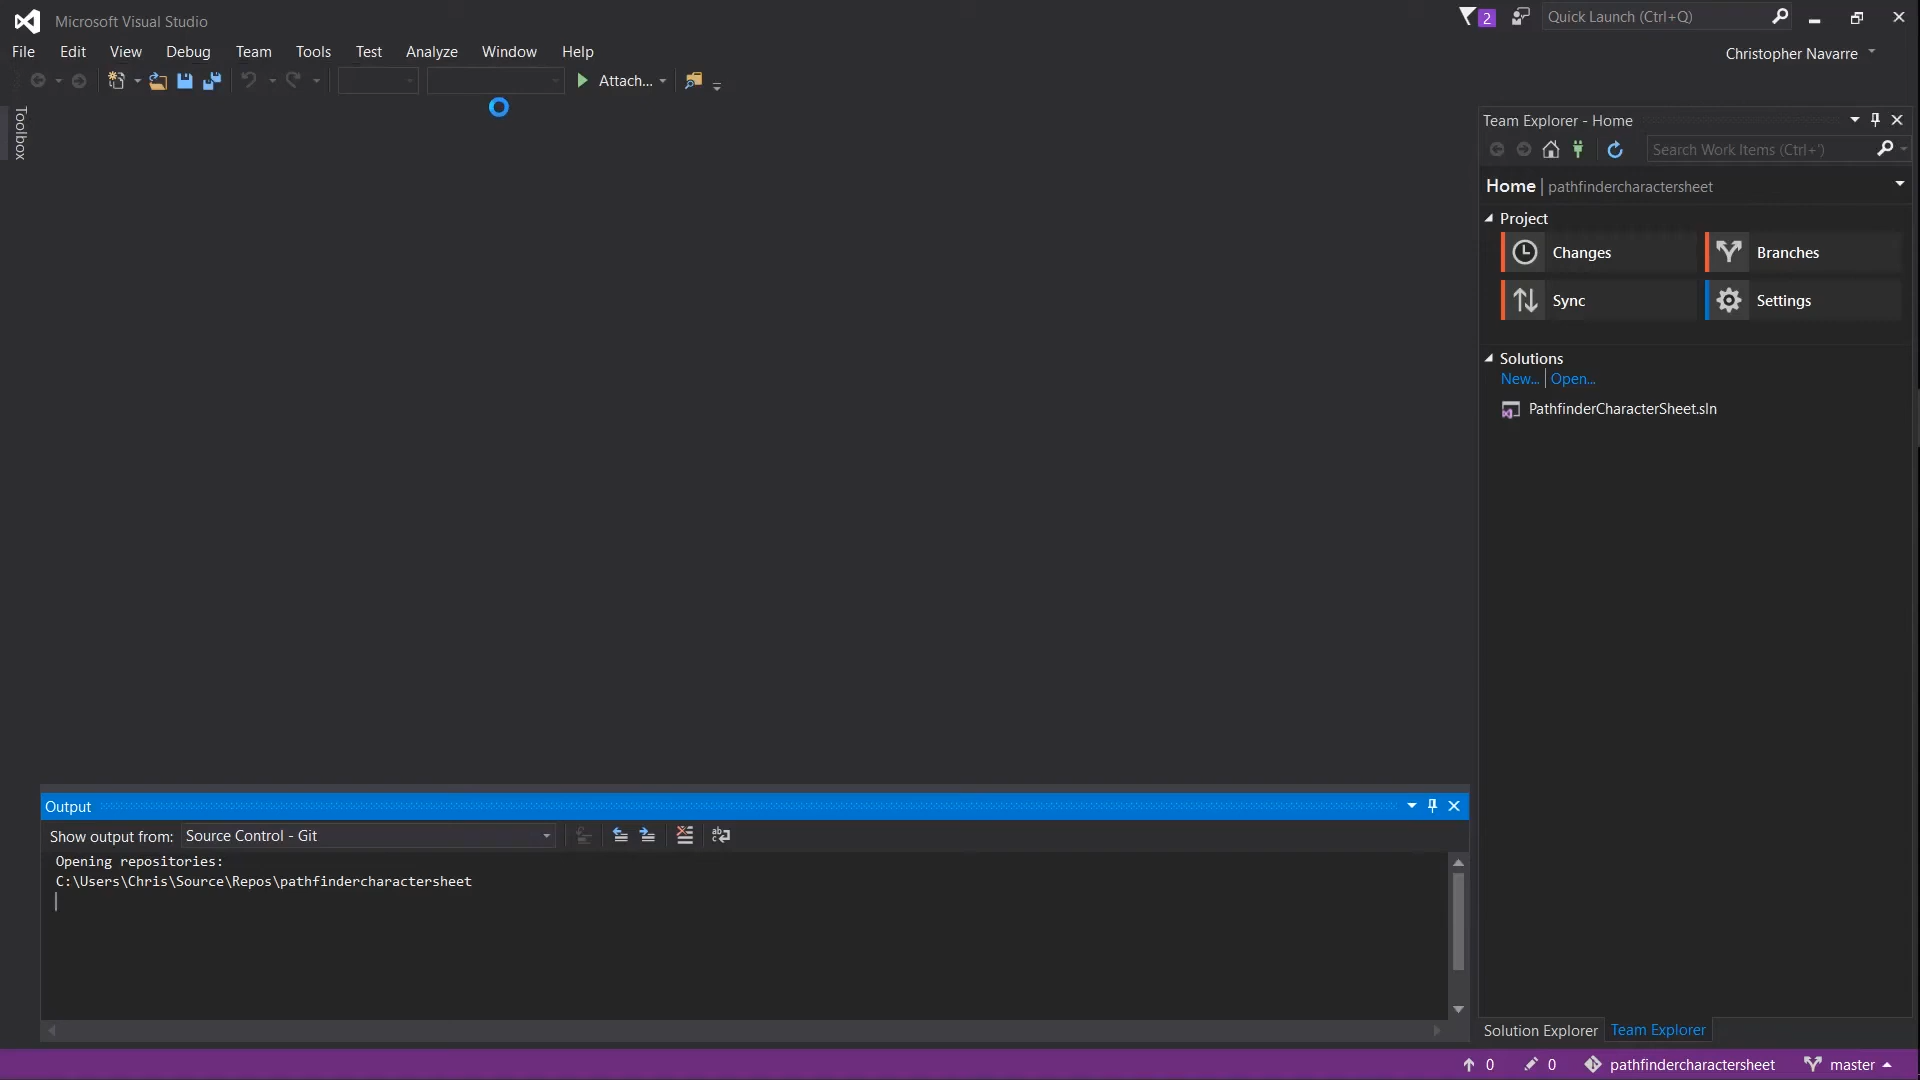 Microsoft Visual Studio
2
Quick Launch (Ctrl+Q)
File Edit View Debug Team Tools Test Analyze Window Help
Christopher Navarre
Attach...
Toolbox
Team Explorer - Home
Search Work Items (Ctrl+')
Home | pathfindercharactersheet
Project
Changes
Branches
Sync
Settings
Solutions
New... | Open...
PathfinderCharacterSheet.sln
Output
Show output from: Source Control - Git
Opening repositories:
C:\Users\Chris\Source\Repos\pathfindercharactersheet
Solution Explorer Team Explorer
0 0 pathfindercharactersheet master